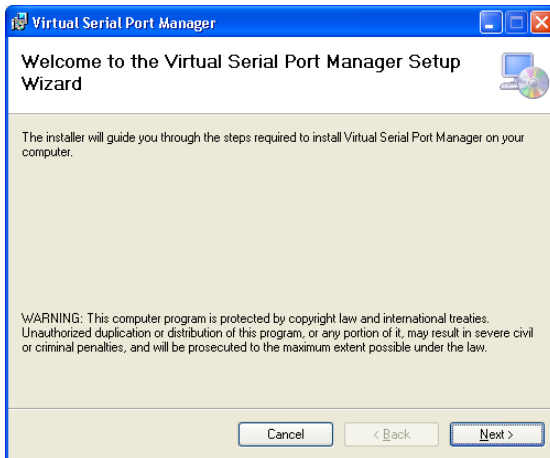 Virtual Serial Port Manager
Welcome to the Virtual Serial Port Manager Setup
Wizard
The installer will guide you through the steps required to install Virtual Serial Port Manager on your
computer.
WARNING: This computer program is protected by copyright law and international treaties.
Unauthorized duplication or distribution of this program, or any portion of it, may result in severe civil
or criminal penalties, and will be prosecuted to the maximum extent possible under the law.
Cancel
< Back
Next >